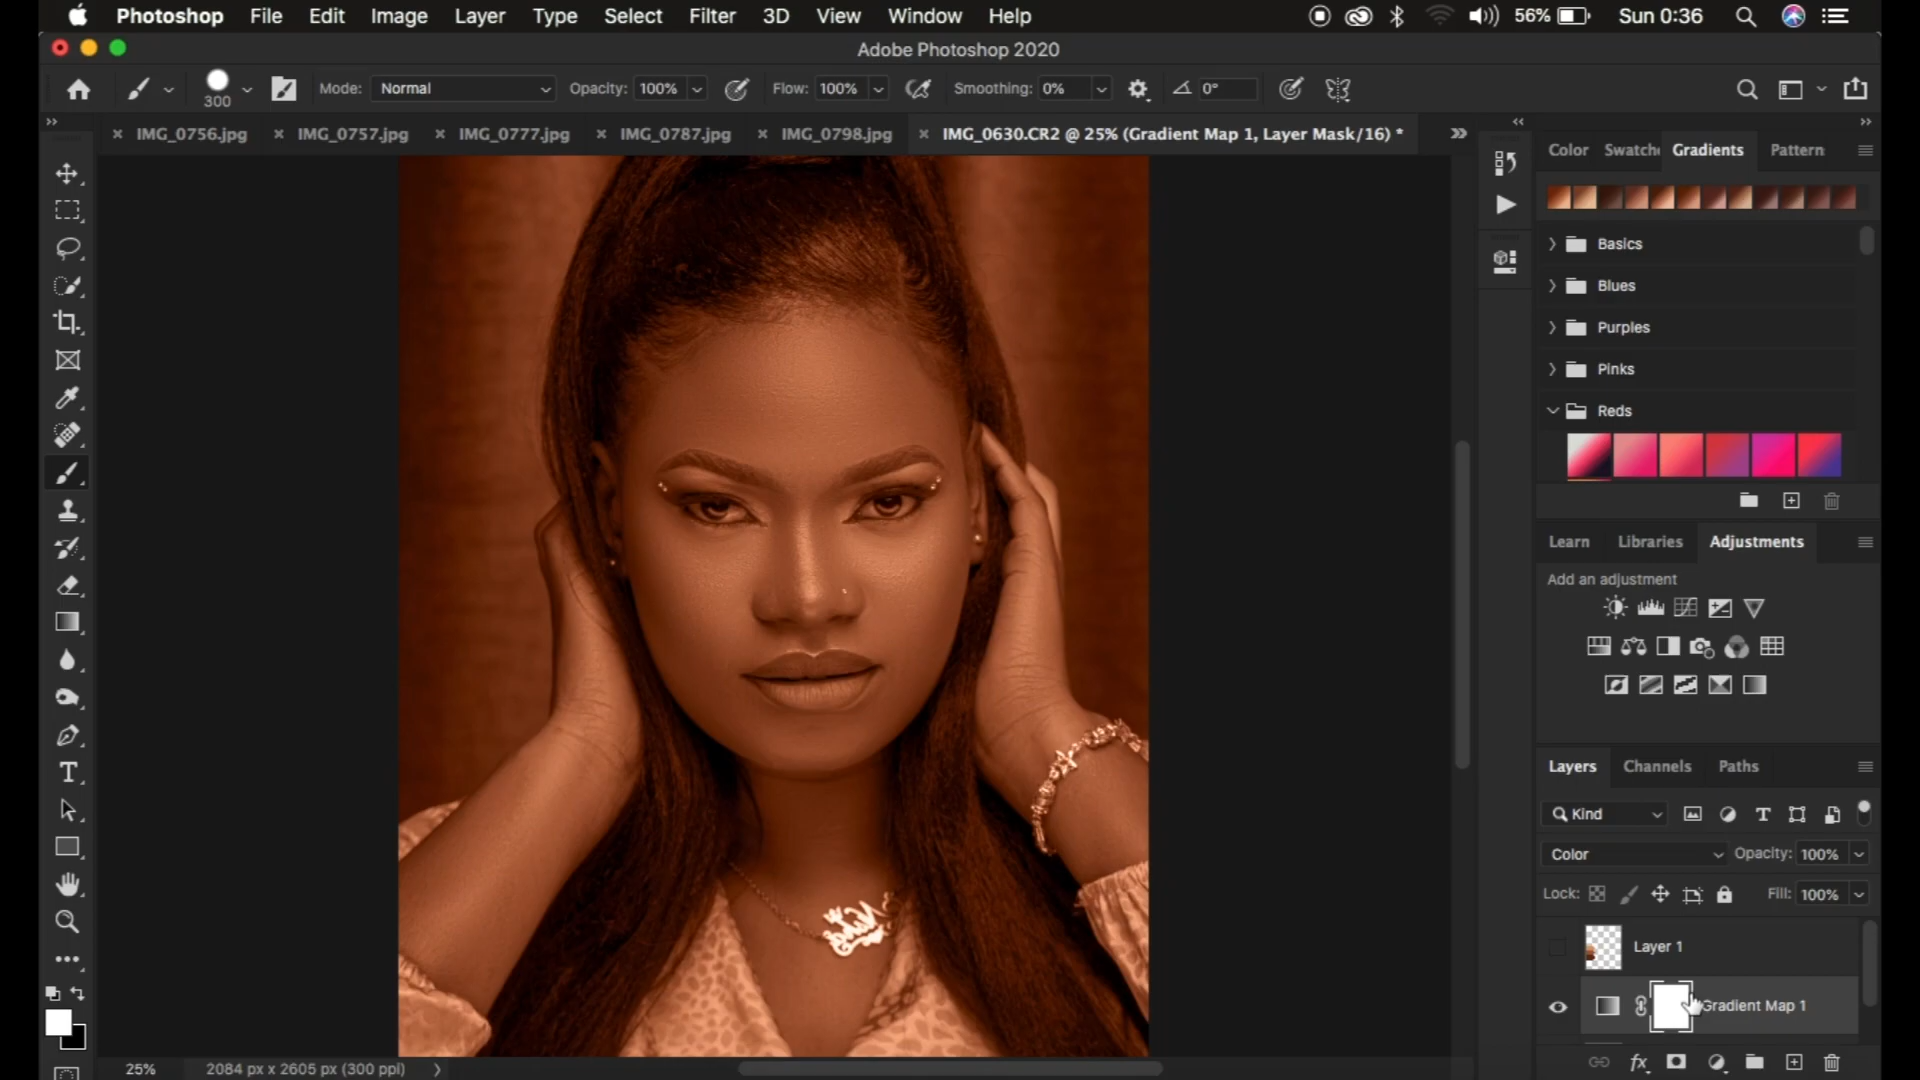 Photoshop File Edit Image Layer Type Select Filter 3D View Window Help 56% Sun 0:36
Adobe Photoshop 2020
300 Mode: Normal Opacity: 100% Flow: 100% Smoothing: 0% 0°
IMG_0756.jpg IMG_0757.jpg IMG_0777.jpg IMG_0787.jpg IMG_0798.jpg IMG_0630.CR2 @ 25% (Gradient Map 1, Layer Mask/16) *
Color Swatche Gradients Pattern
Basics
Blues
Purples
Pinks
Reds
Learn Libraries Adjustments
Add an adjustment
Layers Channels Paths
Kind
Color Opacity: 100%
Lock: Fill: 100%
Layer 1
Gradient Map 1
25% 2084 px x 2605 px (300 ppi)